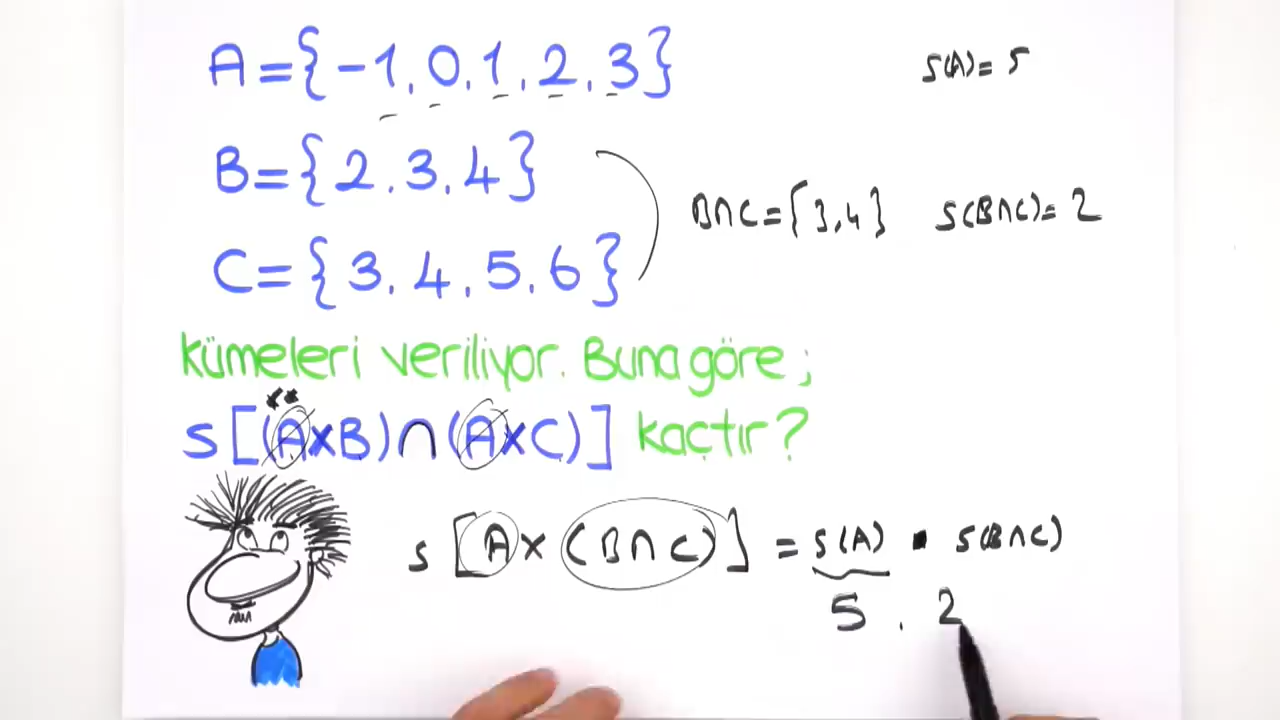 A={-1,0,1,2,3}
s(A)=5
B={2,3,4}
B∩C={3,4} s(B∩C)=2
C={3,4,5,6}
kümeleri veriliyor. Buna göre;
s[(A×B)∩(A×C)] kaçtır?
s[A×(B∩C)]=s(A)·s(B∩C)
5.2